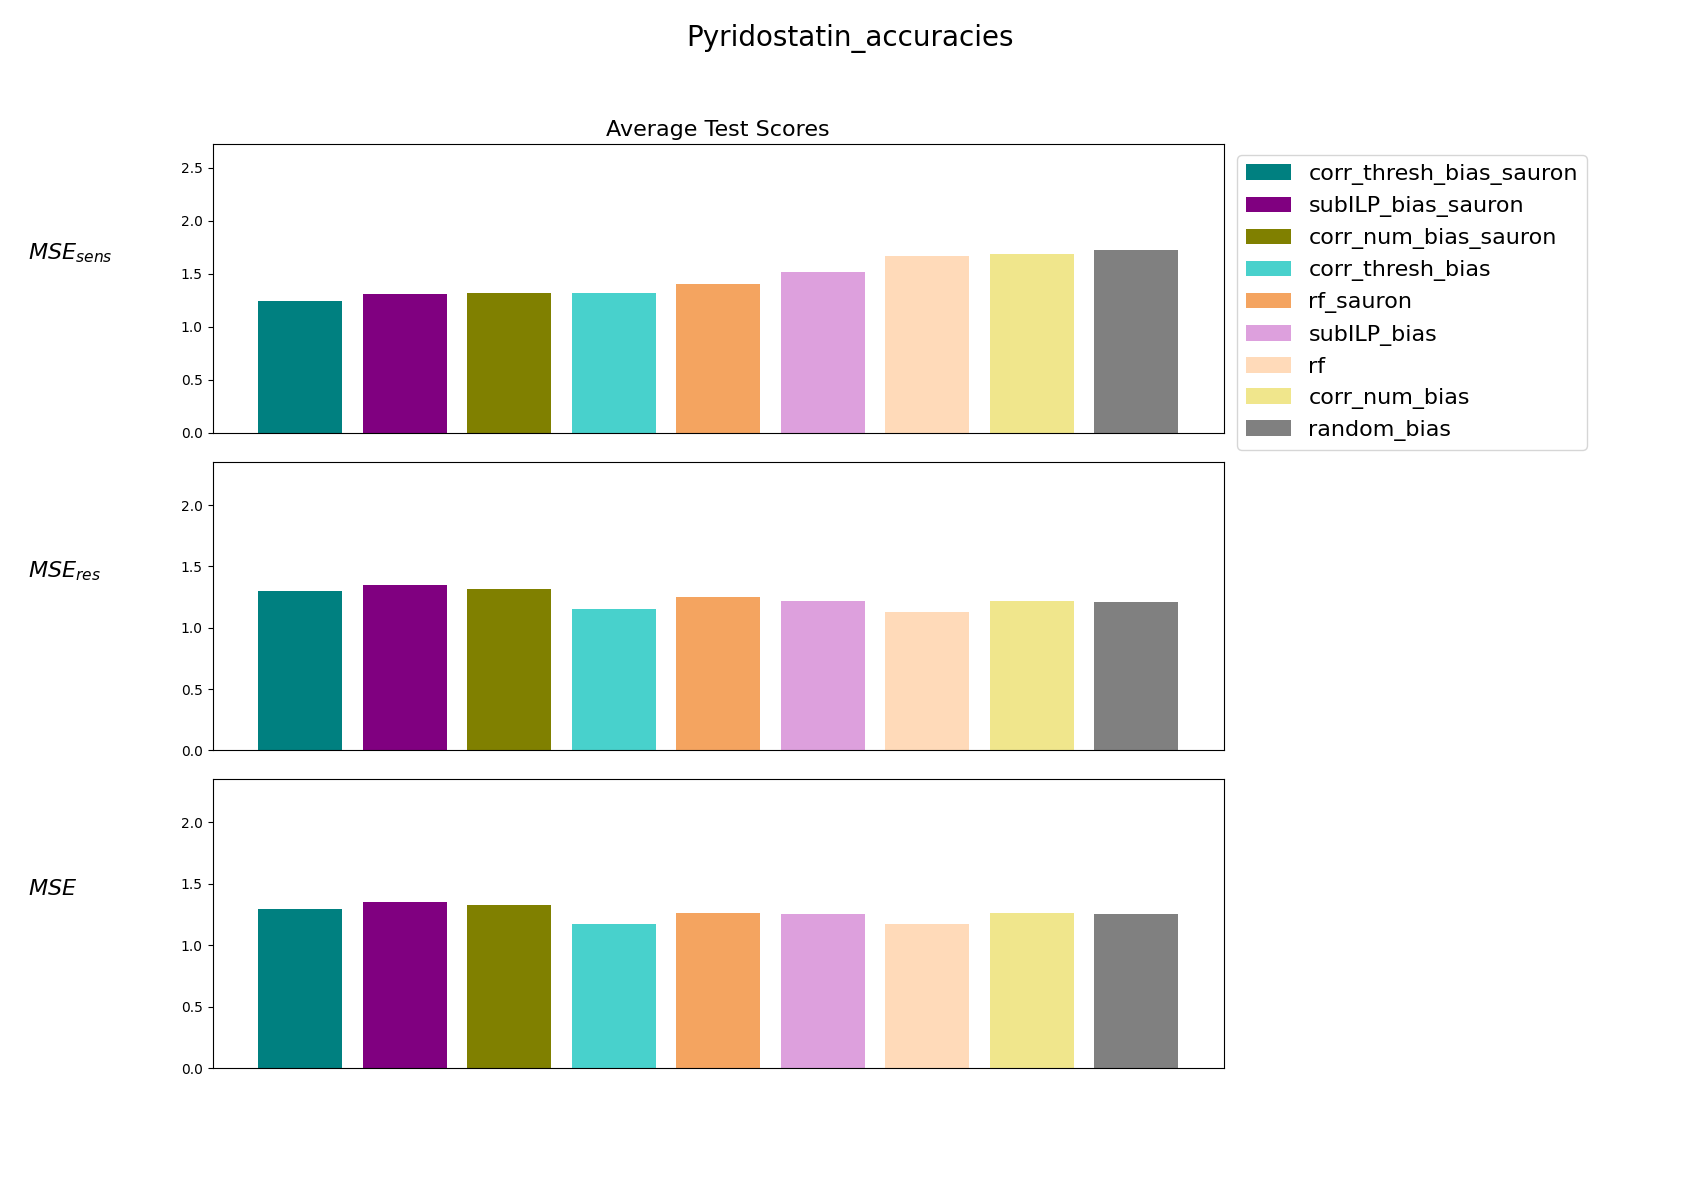 Pyridostatin_accuracies
Average Test Scores
MSE_sens
2.5
2.0
1.5
1.0
0.5
0.0
corr_thresh_bias_sauron
subILP_bias_sauron
corr_num_bias_sauron
corr_thresh_bias
rf_sauron
subILP_bias
rf
corr_num_bias
random_bias
MSE_res
2.0
1.5
1.0
0.5
0.0
MSE
2.0
1.5
1.0
0.5
0.0